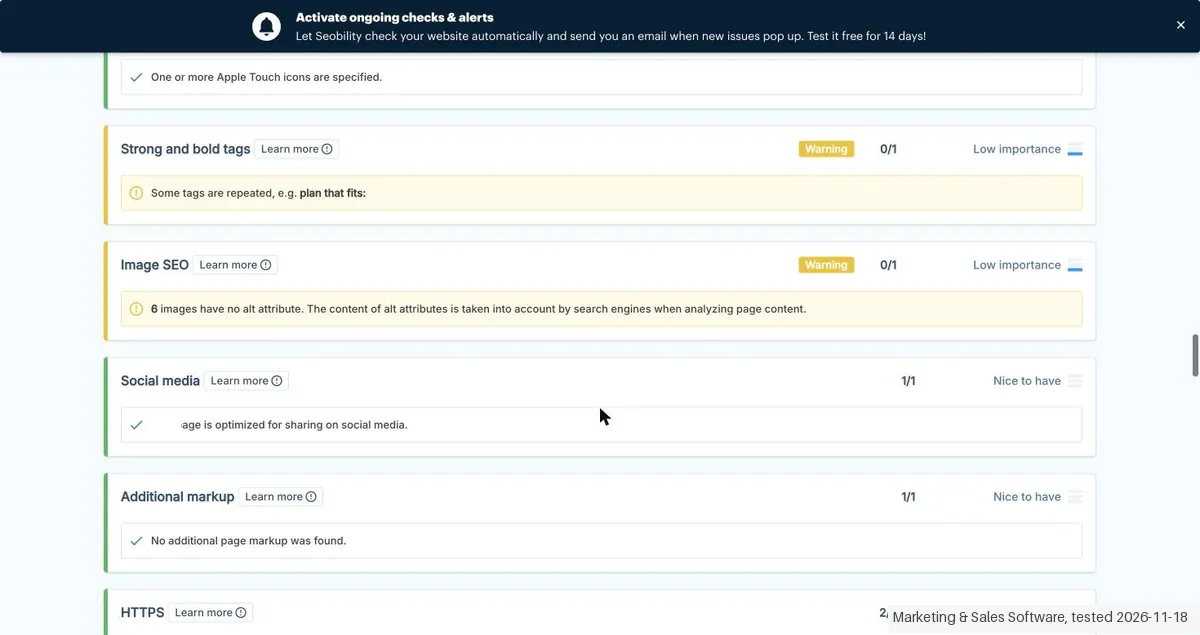 Activate ongoing checks & alerts
Let Seobility check your website automatically and send you an email when new issues pop up. Test it free for 14 days!
One or more Apple Touch icons are specified.
Strong and bold tags Learn more Warning 0/1 Low importance
Some tags are repeated, e.g. plan that fits:
Image SEO Learn more Warning 0/1 Low importance
6 images have no alt attribute. The content of alt attributes is taken into account by search engines when analyzing page content.
Social media Learn more 1/1 Nice to have
is optimized for sharing on social media.
Additional markup Learn more 1/1 Nice to have
No additional page markup was found.
HTTPS Learn more
Marketing & Sales Software, tested 2026-11-18